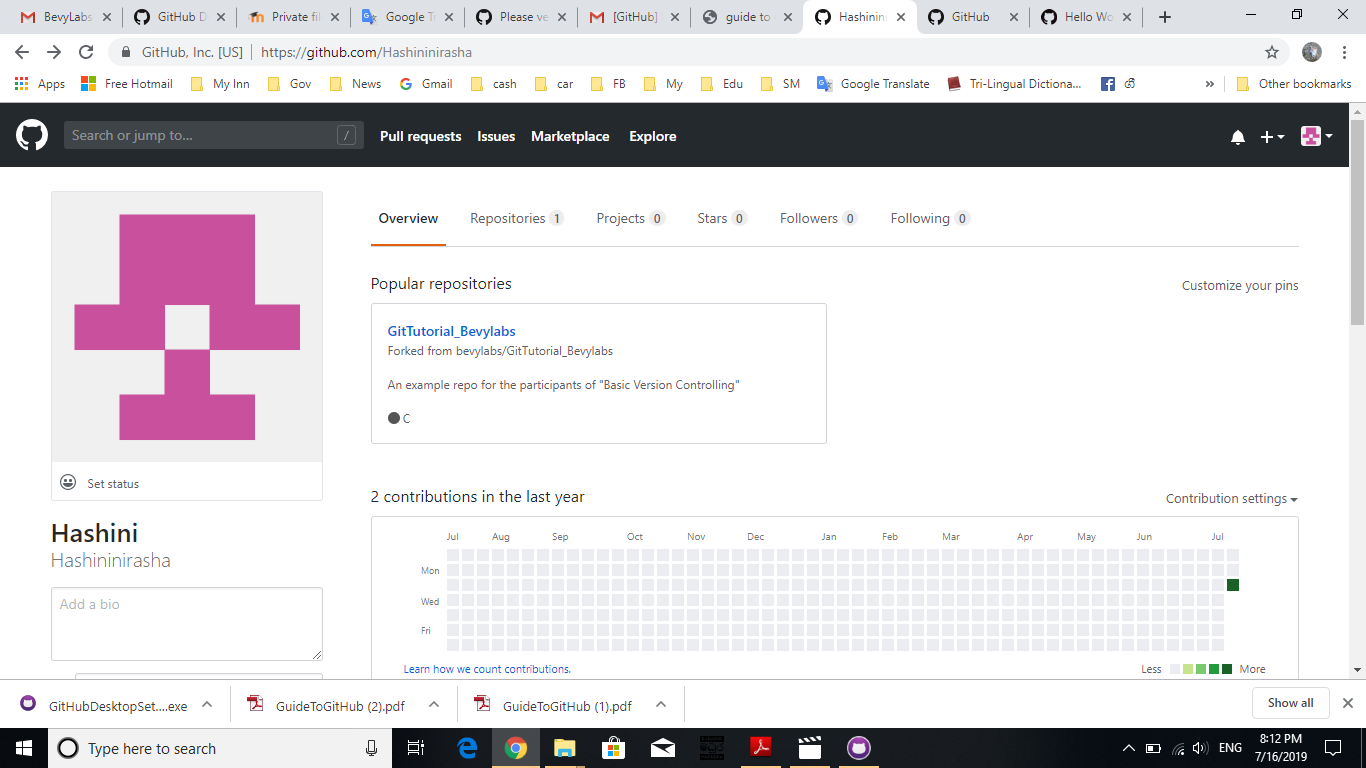 BevyLabs
GitHub D
Private fil
Google Tr
Please ve
[GitHub]
guide to
Hashinin
GitHub
Hello Wo
GitHub, Inc. [US]
https://github.com/Hashininirasha
Apps
Free Hotmail
My Inn
Gov
News
Gmail
cash
car
FB
My
Edu
SM
Google Translate
Tri-Lingual Dictiona...
»
Other bookmarks
Search or jump to...
/
Pull requests
Issues
Marketplace
Explore
Overview
Repositories 1
Projects 0
Stars 0
Followers 0
Following 0
Popular repositories
Customize your pins
GitTutorial_Bevylabs
Forked from bevylabs/GitTutorial_Bevylabs
An example repo for the participants of "Basic Version Controlling"
C
Set status
Hashini
Hashininirasha
Add a bio
2 contributions in the last year
Contribution settings
Jul Aug Sep Oct Nov Dec Jan Feb Mar Apr May Jun Jul
Mon
Wed
Fri
Learn how we count contributions.
Less
More
GitHubDesktopSet....exe
GuideToGitHub (2).pdf
GuideToGitHub (1).pdf
Show all
Type here to search
ENG
8:12 PM
7/16/2019